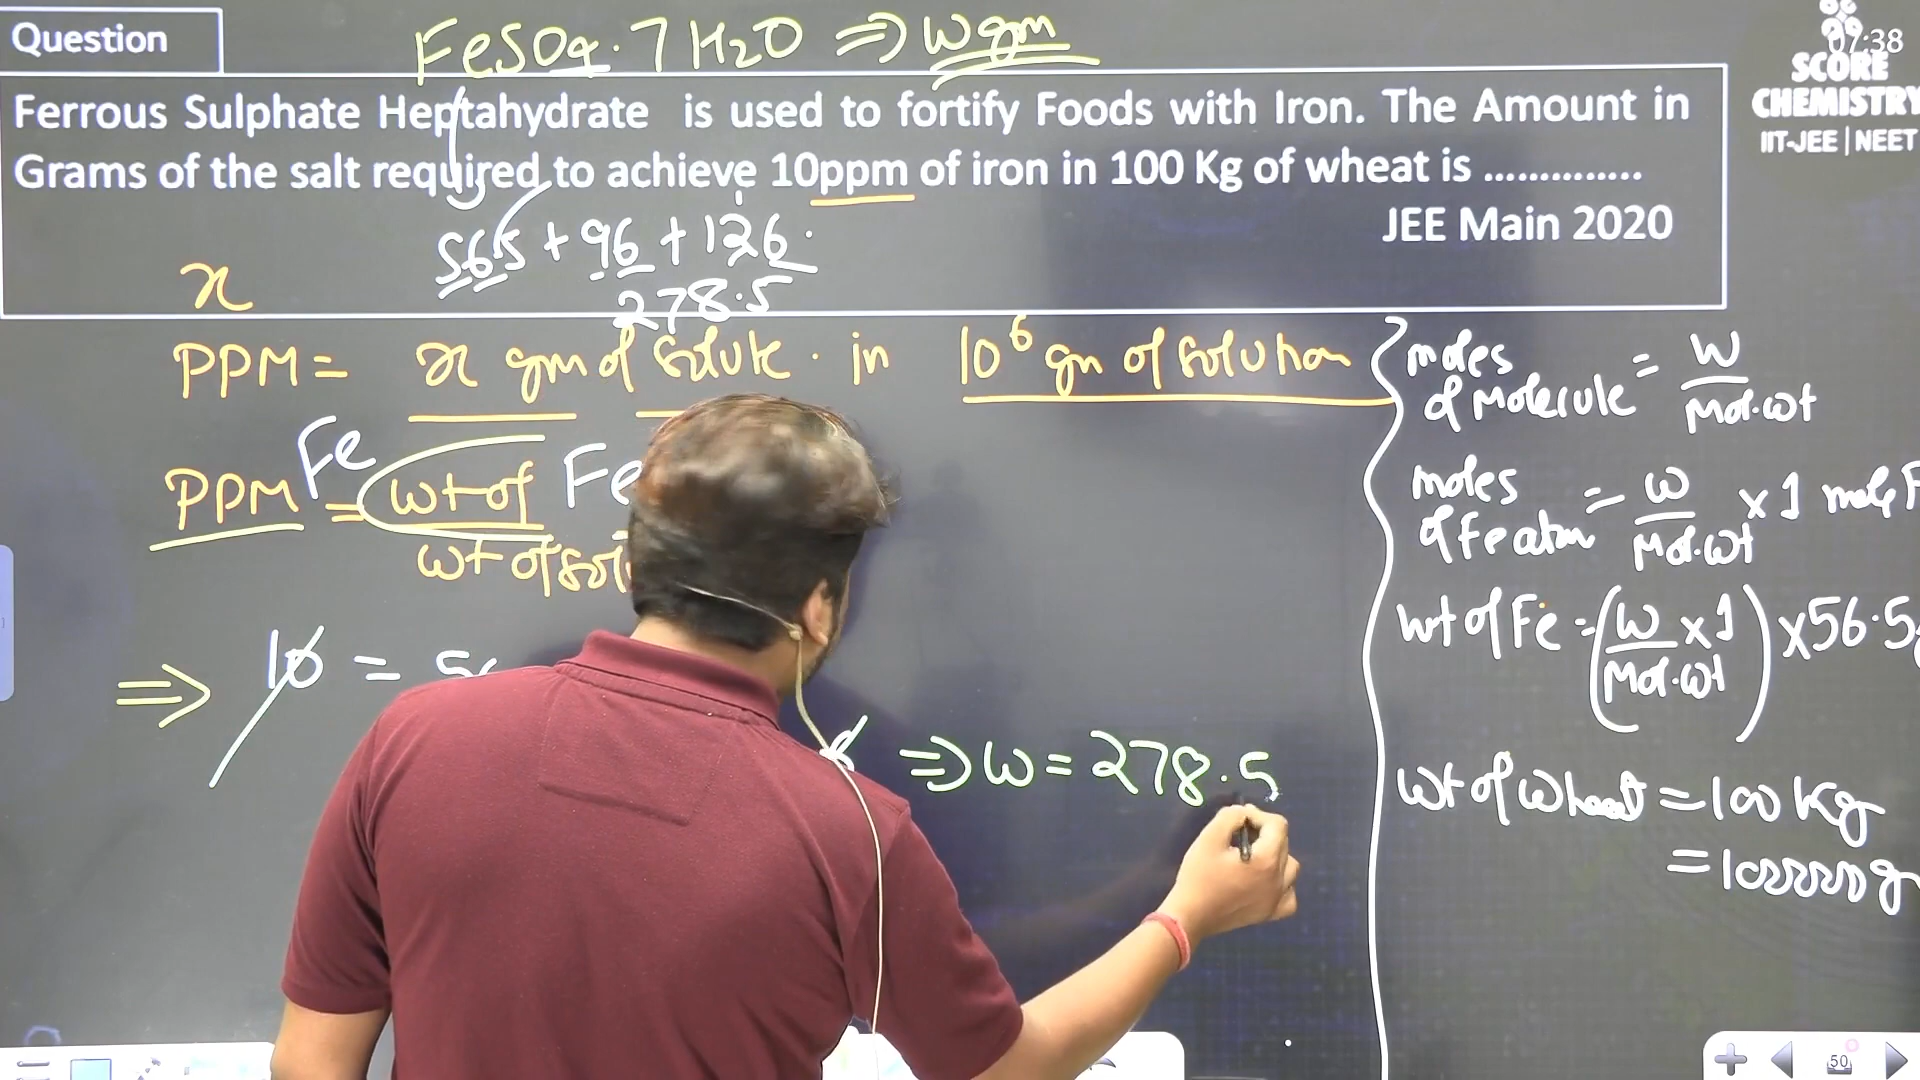 Question
FeSO4.7H2O ⇒ Wgm
07:38
SCORE
CHEMISTRY
IIT-JEE | NEET
Ferrous Sulphate Heptahydrate is used to fortify Foods with Iron. The Amount in
Grams of the salt required to achieve 10ppm of iron in 100 Kg of wheat is ..............
JEE Main 2020
56.5 + 96 + 126.
278.5
x
PPM = x gm of solute. in 10^6 gm of solution
PPM Fe = wt of Fe
wt of
⇒ 10 =
⇒ W = 278.5
moles of Molecule = W / Mol.wt
moles of Fe atom = W / Mol.wt × 1
wt of Fe = (W / Mol.wt × 1) × 56.5
wt of wheat = 100 Kg
= 100000 g
50